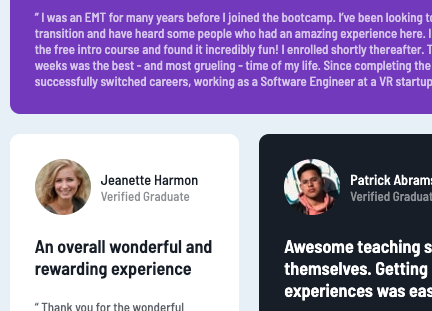 “ I was an EMT for many years before I joined the bootcamp. I’ve been looking to
transition and have heard some people who had an amazing experience here. I
the free intro course and found it incredibly fun! I enrolled shortly thereafter. T
weeks was the best - and most grueling - time of my life. Since completing the
successfully switched careers, working as a Software Engineer at a VR startup
Jeanette Harmon
Verified Graduate
An overall wonderful and
rewarding experience
“ Thank you for the wonderful
Patrick Abrams
Verified Graduat
Awesome teaching s
themselves. Getting
experiences was eas